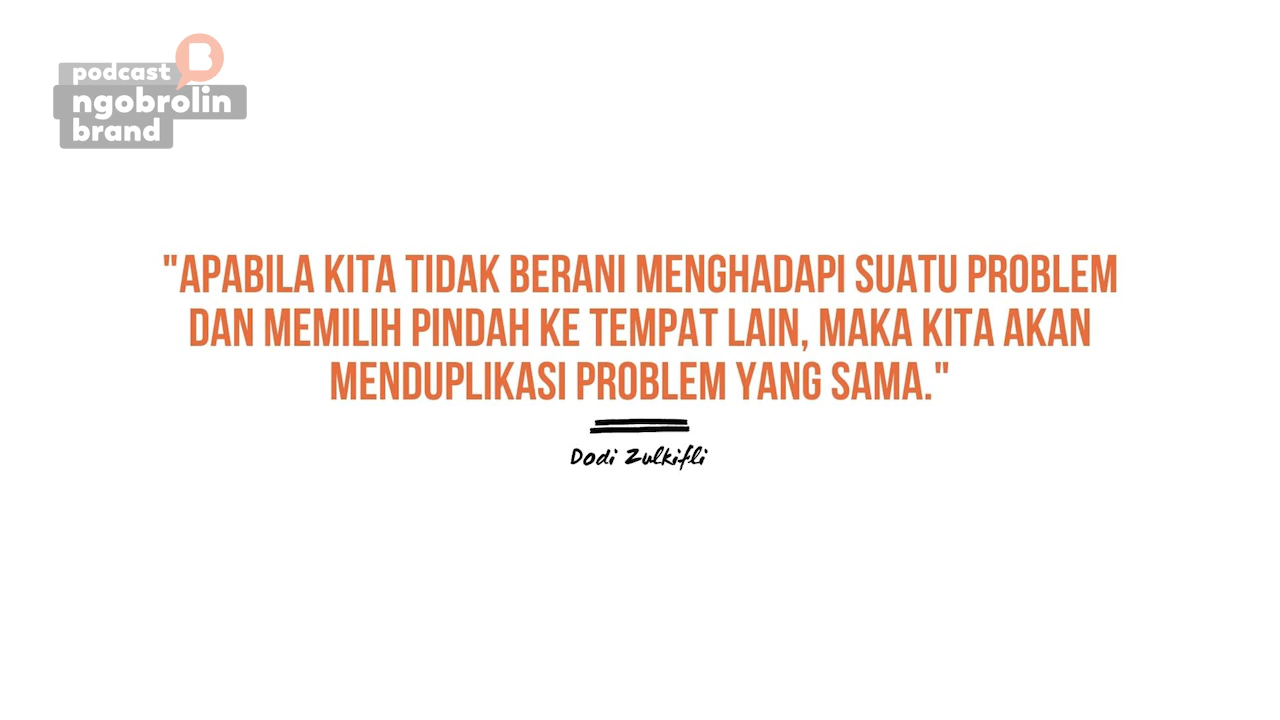 podcast
ngobrolin
brand
"APABILA KITA TIDAK BERANI MENGHADAPI SUATU PROBLEM
DAN MEMILIH PINDAH KE TEMPAT LAIN, MAKA KITA AKAN
MENDUPLIKASI PROBLEM YANG SAMA."
Dodi Zulkifli